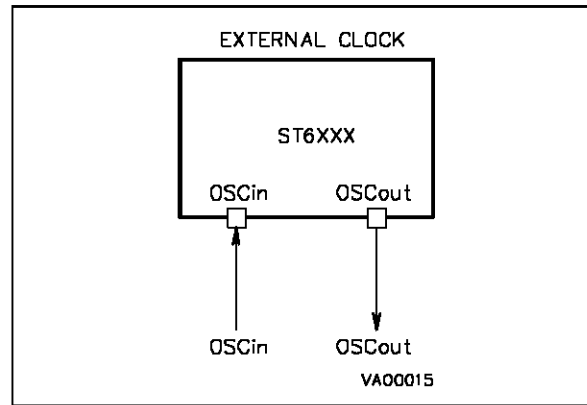 EXTERNAL CLOCK
ST6XXX
OSCin OSCout
OSCin OSCout
VA00015